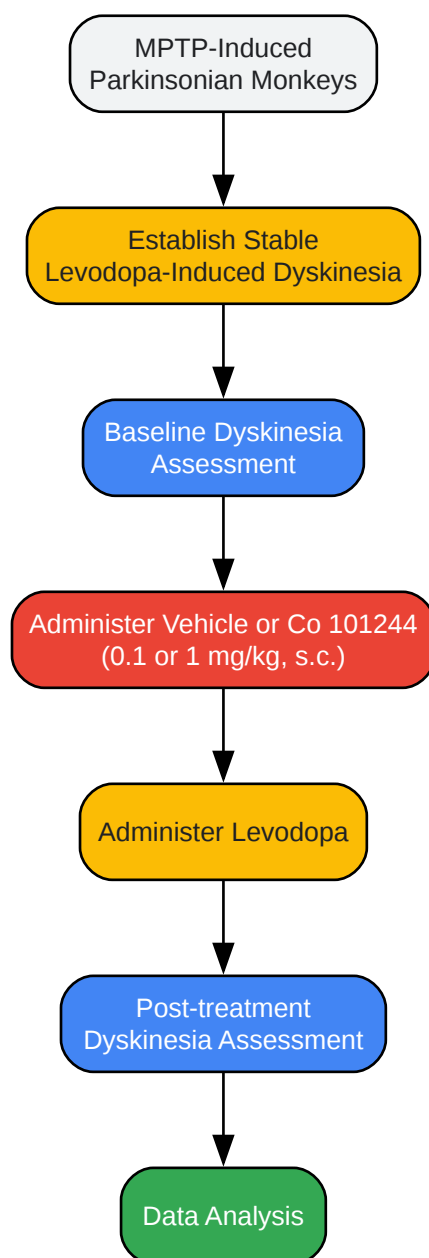 MPTP-Induced
Parkinsonian Monkeys
Establish Stable
Levodopa-Induced Dyskinesia
Baseline Dyskinesia
Assessment
Administer Vehicle or Co 101244
(0.1 or 1 mg/kg, s.c.)
Administer Levodopa
Post-treatment
Dyskinesia Assessment
Data Analysis